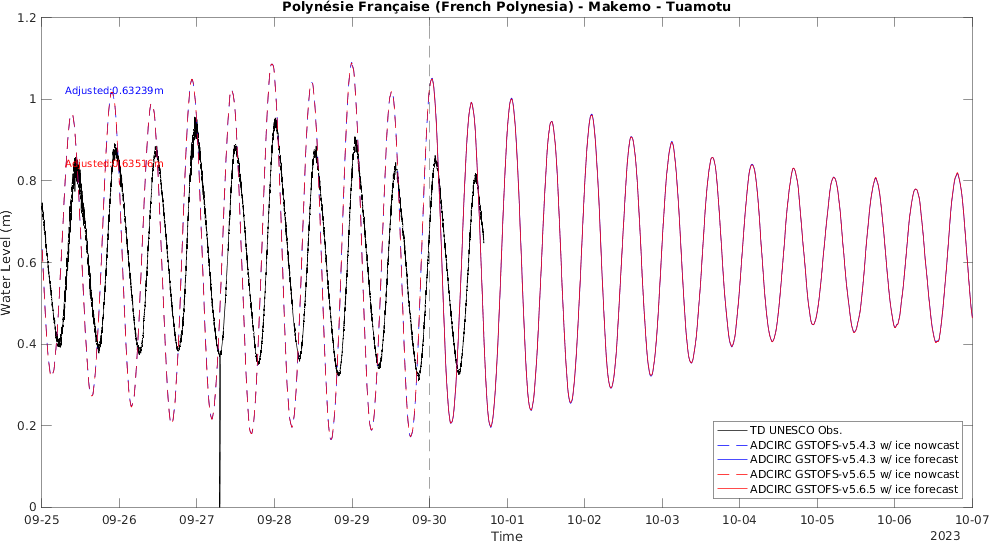 Polynésie Française (French Polynesia) - Makemo - Tuamotu
1.2
1
0.8
0.6
0.4
0.2
0
Water Level (m)
Adjusted:0.63239m
Adjusted:0.63516m
TD UNESCO Obs.
ADCIRC GSTOFS-v5.4.3 w/ ice nowcast
ADCIRC GSTOFS-v5.4.3 w/ ice forecast
ADCIRC GSTOFS-v5.6.5 w/ ice nowcast
ADCIRC GSTOFS-v5.6.5 w/ ice forecast
09-25 09-26 09-27 09-28 09-29 09-30 10-01 10-02 10-03 10-04 10-05 10-06 10-07
Time
2023